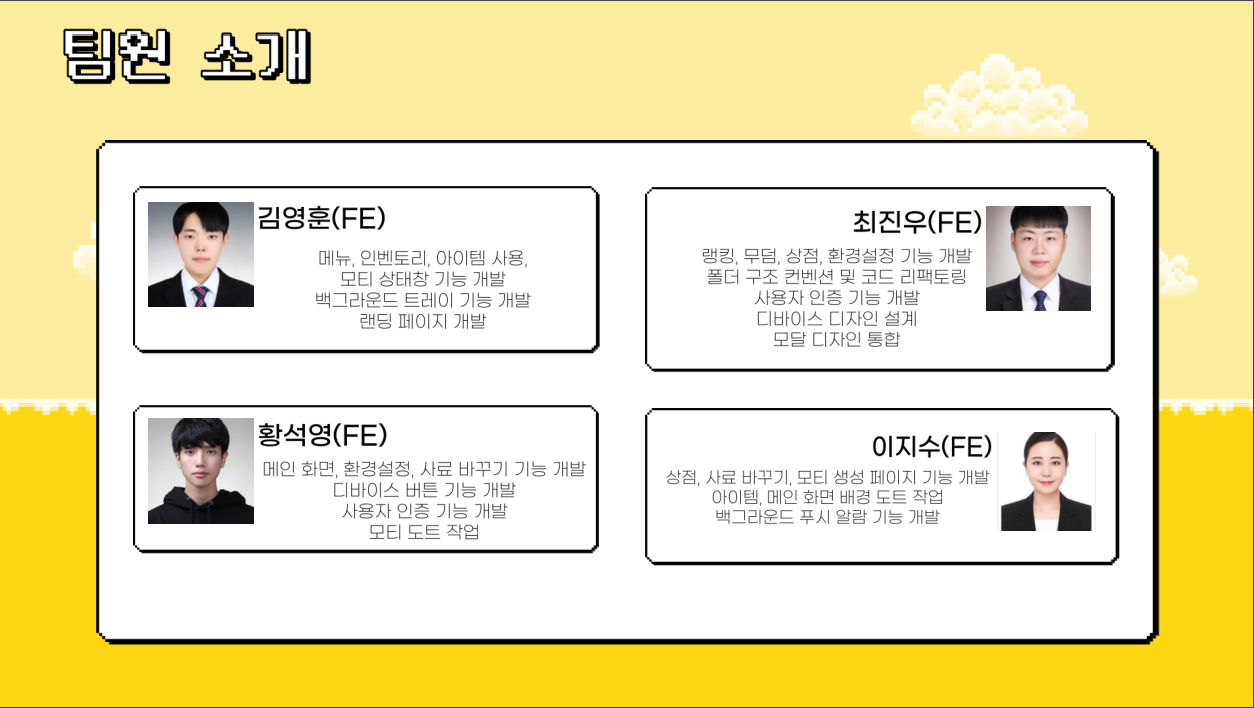 팀원 소개
김영훈(FE)
메뉴, 인벤토리, 아이템 사용,
모티 상태창 기능 개발
백그라운드 트레이 기능 개발
랜딩 페이지 개발
최진우(FE)
랭킹, 무덤, 상점, 환경설정 기능 개발
폴더 구조 컨벤션 및 코드 리팩토링
사용자 인증 기능 개발
디바이스 디자인 설계
모달 디자인 통합
황석영(FE)
메인 화면, 환경설정, 사료 바꾸기 기능 개발
디바이스 버튼 기능 개발
사용자 인증 기능 개발
모티 도트 작업
이지수(FE)
상점, 사료 바꾸기, 모티 생성 페이지 기능 개발
아이템, 메인 화면 배경 도트 작업
백그라운드 푸시 알람 기능 개발